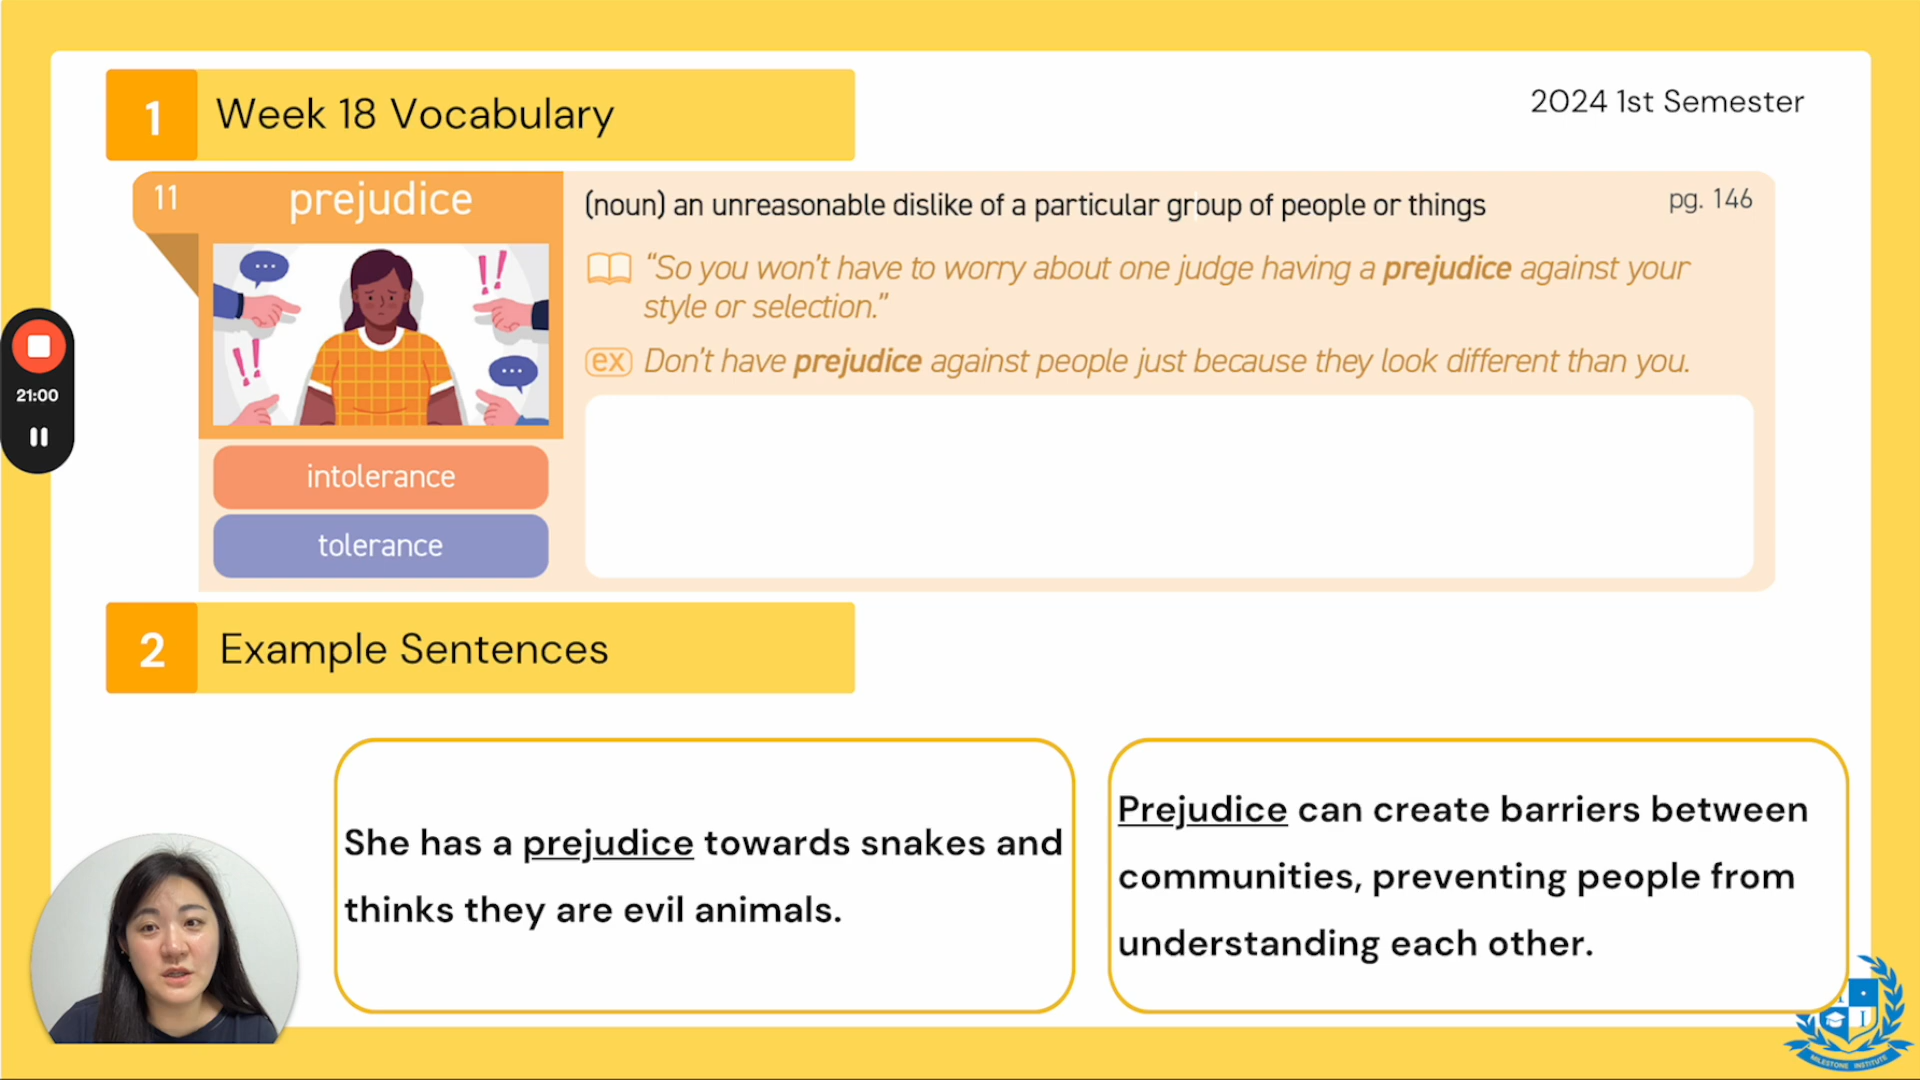 1 Week 18 Vocabulary
2024 1st Semester
11 prejudice
(noun) an unreasonable dislike of a particular group of people or things
pg. 146
“So you won’t have to worry about one judge having a prejudice against your
style or selection.”
ex Don’t have prejudice against people just because they look different than you.
21:00
intolerance
tolerance
2 Example Sentences
She has a prejudice towards snakes and
thinks they are evil animals.
Prejudice can create barriers between
communities, preventing people from
understanding each other.
MILESTONE INSTITUTE